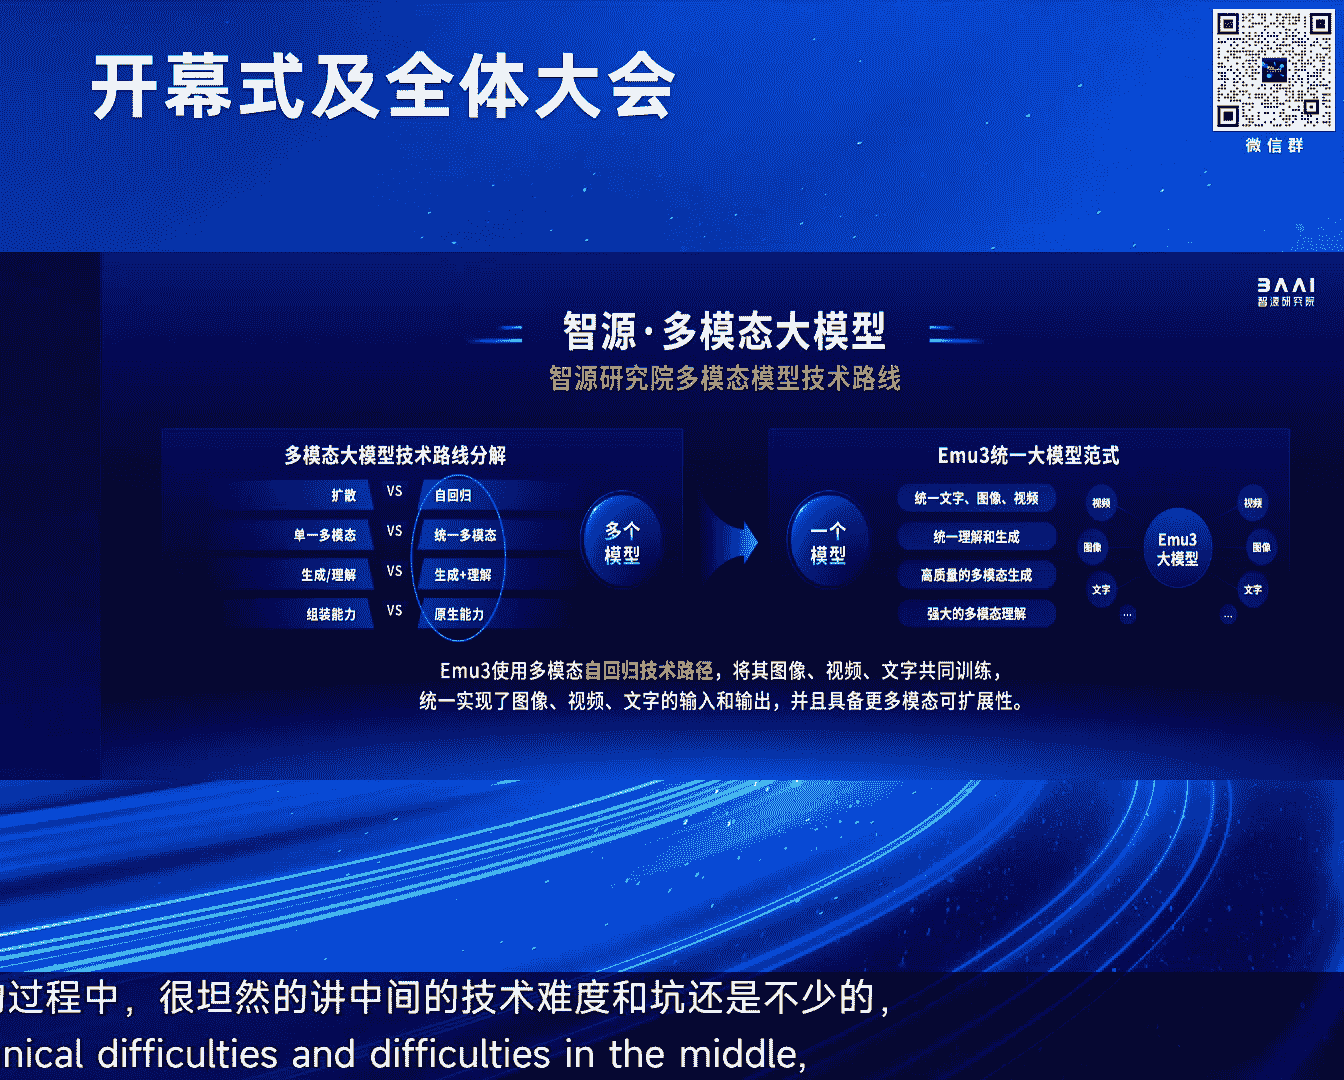 开幕式及全体大会
微信群
BAAI
智源研究院
智源·多模态大模型
智源研究院多模态模型技术路线
多模态大模型技术路线分解
扩散 VS 自回归
单一多模态 VS 统一多模态
生成/理解 VS 生成+理解
组装能力 VS 原生能力
多个
模型
一个
模型
Emu3统一大模型范式
统一文字、图像、视频
统一理解和生成
高质量的多模态生成
强大的多模态理解
视频
图像
文字
...
Emu3
大模型
视频
图像
文字
...
Emu3使用多模态自回归技术路径，将其图像、视频、文字共同训练，
统一实现了图像、视频、文字的输入和输出，并且具备更多模态可扩展性。
过程中，很坦然的讲中间的技术难度和坑还是不少的，
nical difficulties and difficulties in the middle,